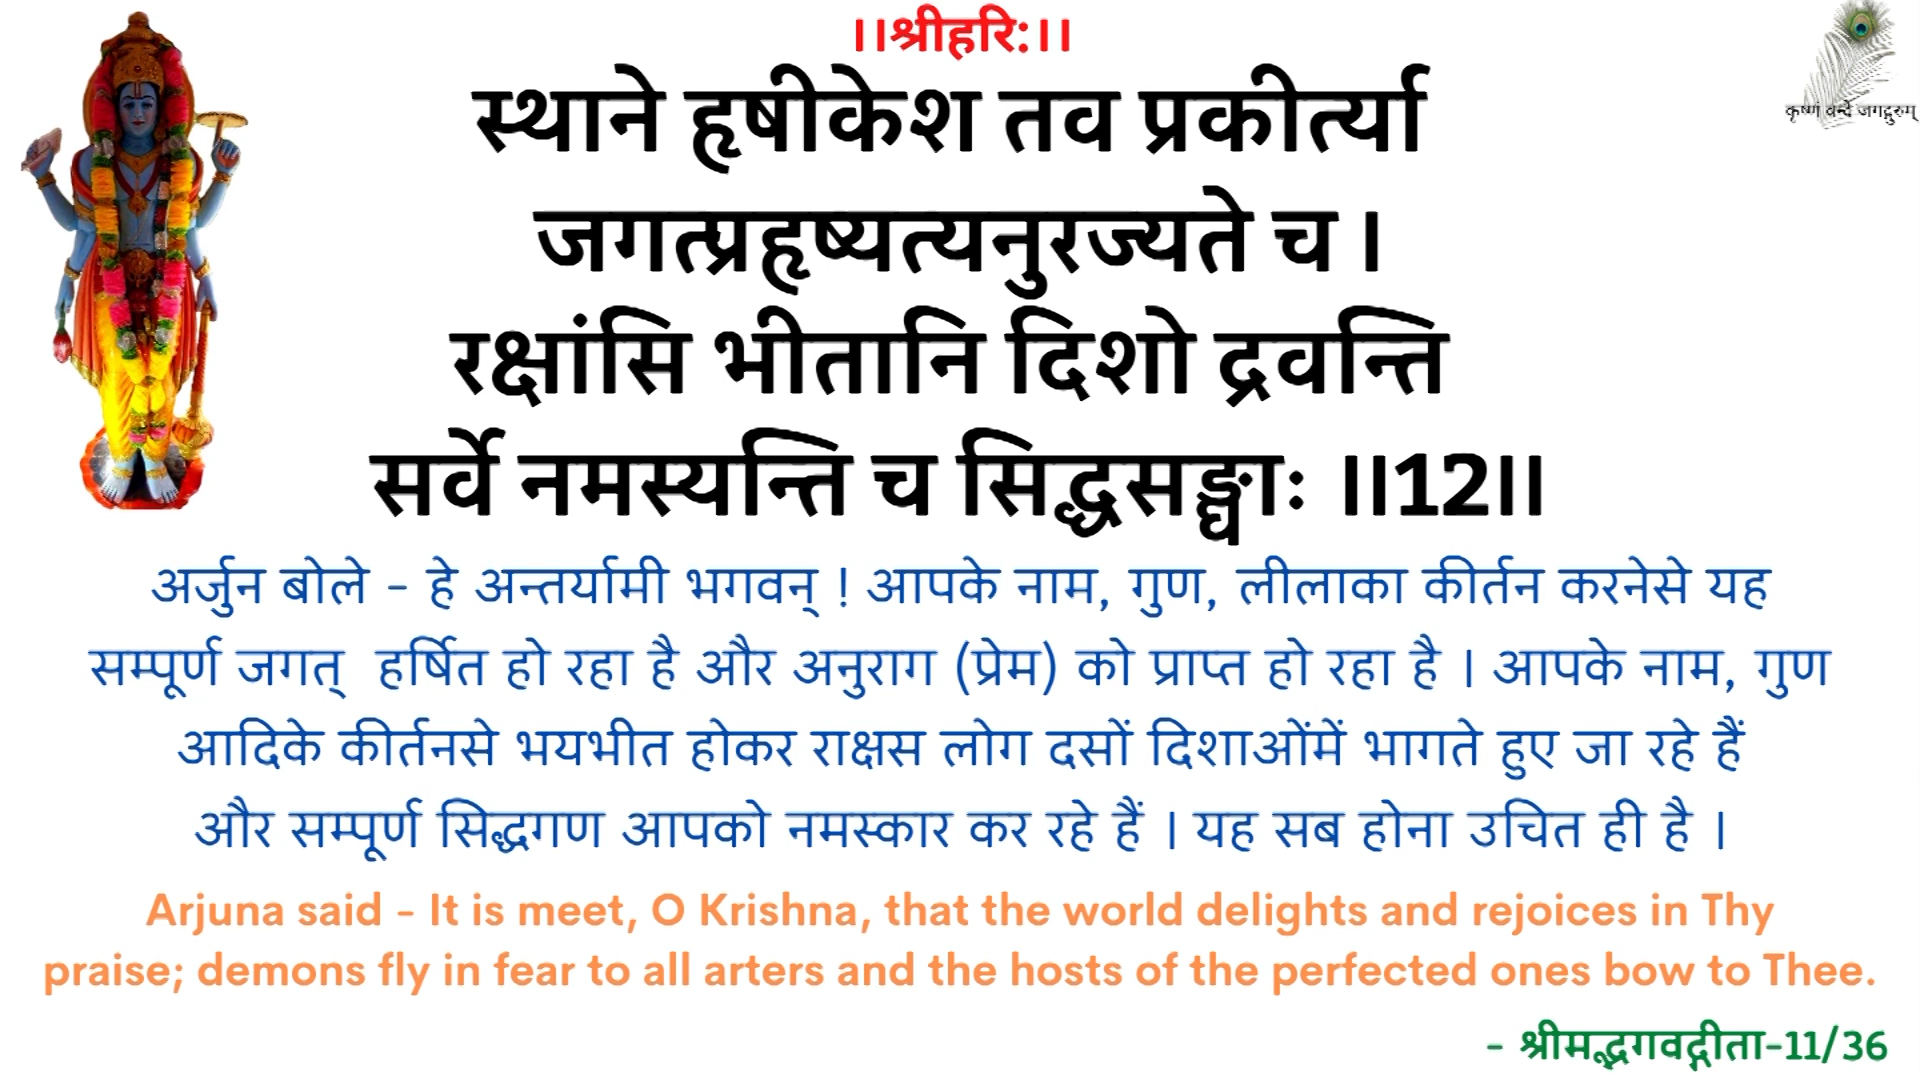 ।।श्रीहरि:।।
कृष्णं वन्दे जगद्गुरुम्
स्थाने हृषीकेश तव प्रकीर्त्या
जगत्प्रहृष्यत्यनुरज्यते च ।
रक्षांसि भीतानि दिशो द्रवन्ति
सर्वे नमस्यन्ति च सिद्धसङ्घाः ।।12।।
अर्जुन बोले - हे अन्तर्यामी भगवन् ! आपके नाम, गुण, लीलाका कीर्तन करनेसे यह
सम्पूर्ण जगत् हर्षित हो रहा है और अनुराग (प्रेम) को प्राप्त हो रहा है । आपके नाम, गुण
आदिके कीर्तनसे भयभीत होकर राक्षस लोग दसों दिशाओंमें भागते हुए जा रहे हैं
और सम्पूर्ण सिद्धगण आपको नमस्कार कर रहे हैं । यह सब होना उचित ही है ।
Arjuna said - It is meet, O Krishna, that the world delights and rejoices in Thy
praise; demons fly in fear to all arters and the hosts of the perfected ones bow to Thee.
- श्रीमद्भगवद्गीता-11/36